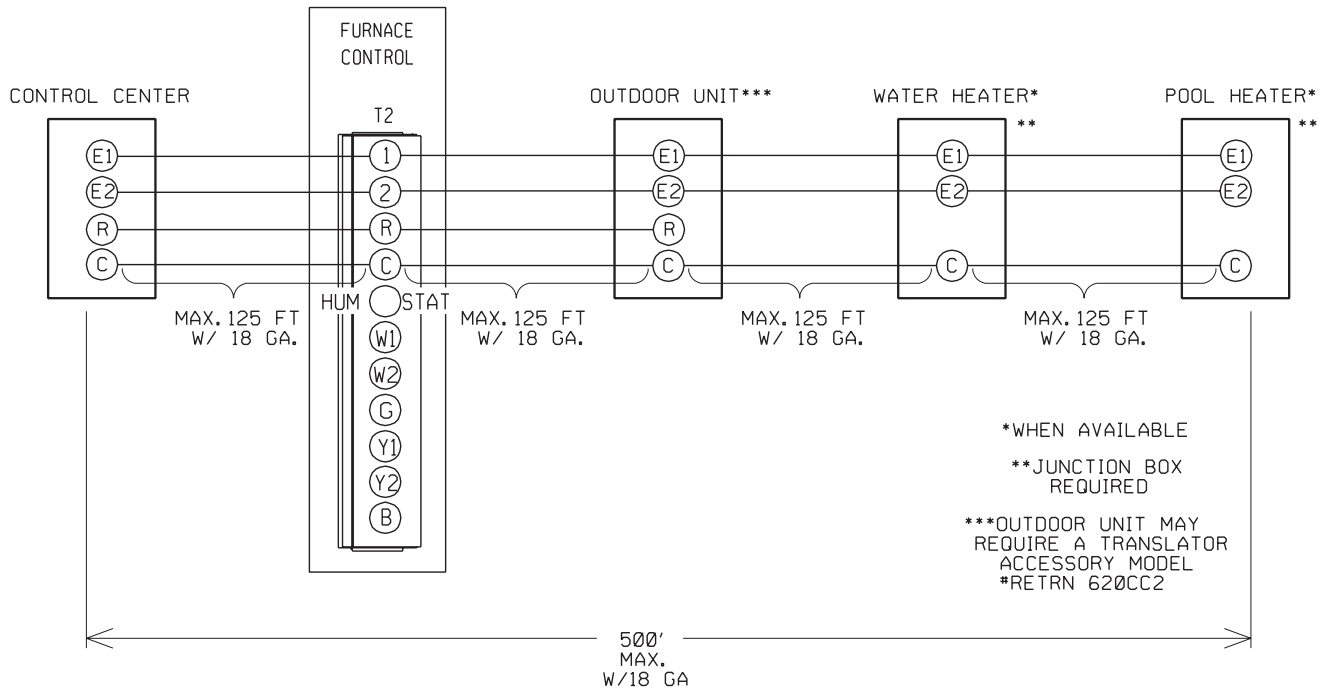 FURNACE
CONTROL
CONTROL CENTER
T2
OUTDOOR UNIT***
WATER HEATER*
**
POOL HEATER*
**
E1 1 E1 E1 E1
E2 2 E2 E2 E2
R R R
C C C C C
HUM STAT
MAX. 125 FT
W/ 18 GA.
MAX. 125 FT
W/ 18 GA.
MAX. 125 FT
W/ 18 GA.
MAX. 125 FT
W/ 18 GA.
W1
W2
G
Y1
Y2
B
*WHEN AVAILABLE
**JUNCTION BOX
REQUIRED
***OUTDOOR UNIT MAY
REQUIRE A TRANSLATOR
ACCESSORY MODEL
#RETRN 620CC2
500'
MAX.
W/18 GA